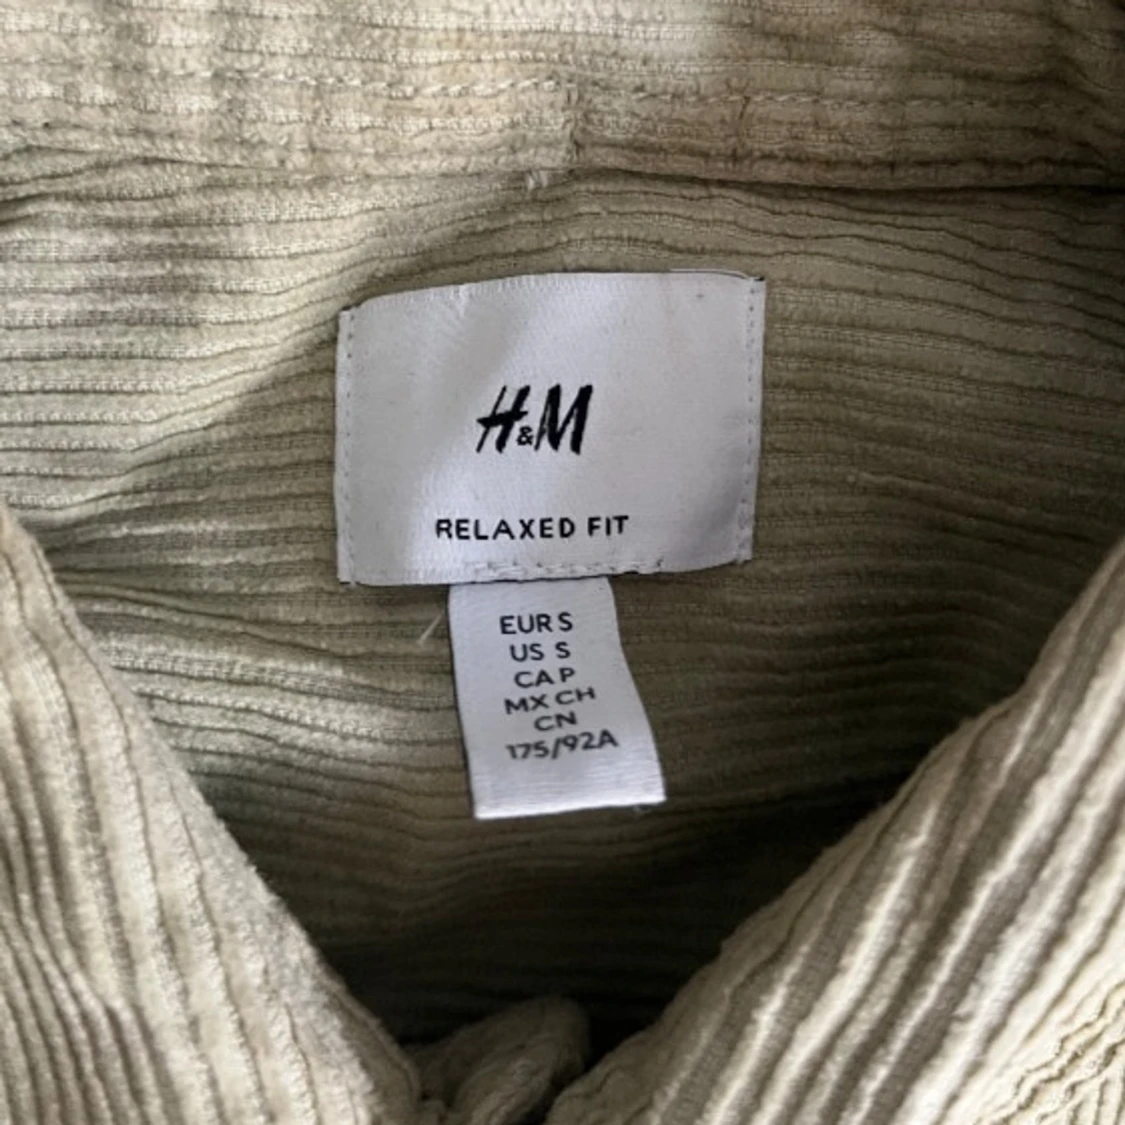 H&M
RELAXED FIT
EUR S
US S
CA P
MX CH
CN
175/92A